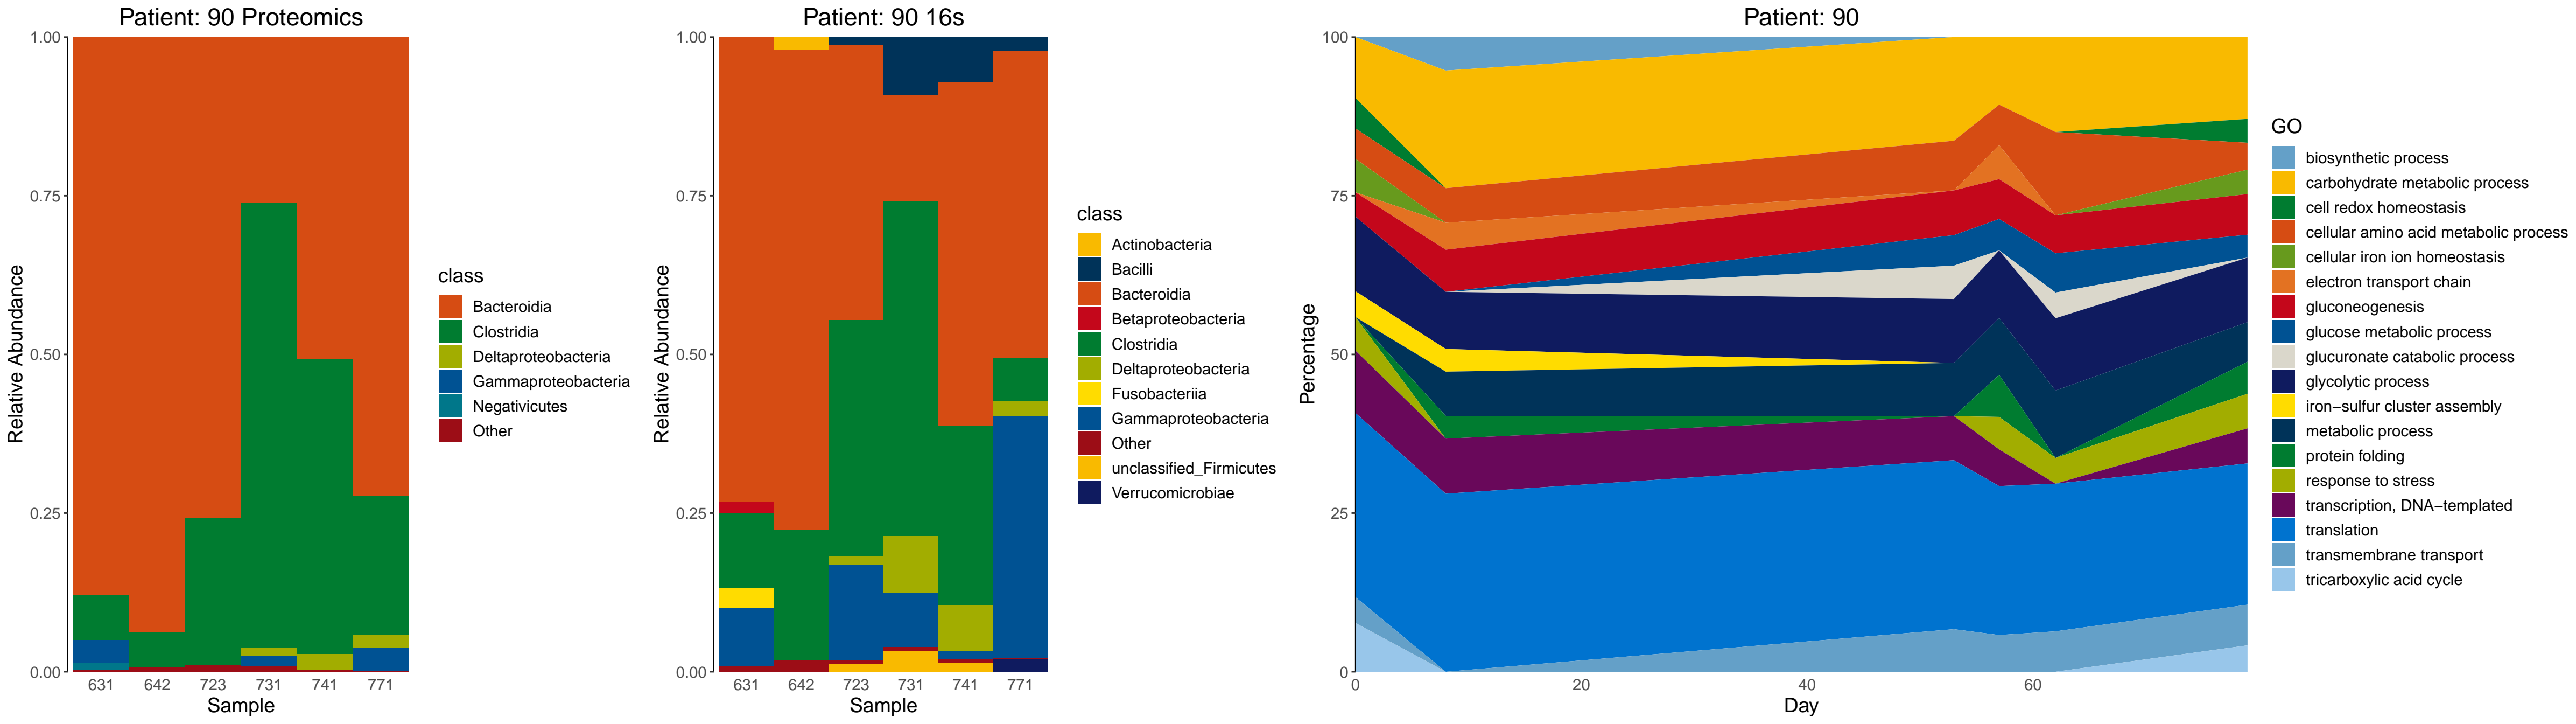 Patient: 90 Proteomics
1.00
0.75
0.50
0.25
0.00
Relative Abundance
631 642 723 731 741 771
Sample
class
Bacteroidia
Clostridia
Deltaproteobacteria
Gammaproteobacteria
Negativicutes
Other
Patient: 90 16s
1.00
0.75
0.50
0.25
0.00
Relative Abundance
631 642 723 731 741 771
Sample
class
Actinobacteria
Bacilli
Bacteroidia
Betaproteobacteria
Clostridia
Deltaproteobacteria
Fusobacteriia
Gammaproteobacteria
Other
unclassified_Firmicutes
Verrucomicrobiae
Patient: 90
100
75
50
25
0
Percentage
0 20 40 60
Day
GO
biosynthetic process
carbohydrate metabolic process
cell redox homeostasis
cellular amino acid metabolic process
cellular iron ion homeostasis
electron transport chain
gluconeogenesis
glucose metabolic process
glucuronate catabolic process
glycolytic process
iron−sulfur cluster assembly
metabolic process
protein folding
response to stress
transcription, DNA−templated
translation
transmembrane transport
tricarboxylic acid cycle